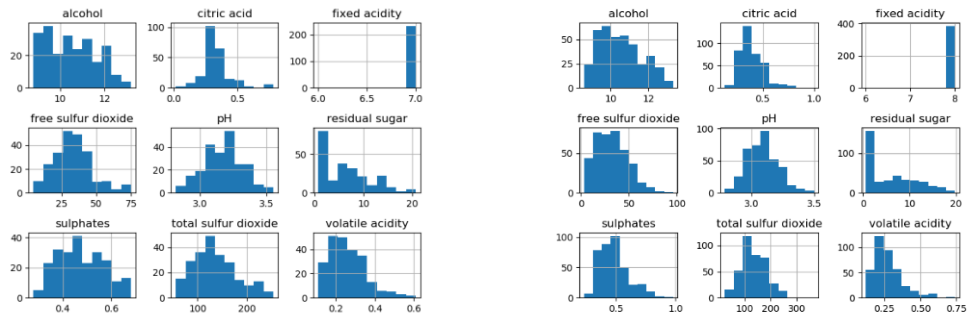 alcohol citric acid fixed acidity
40 100 200
20 50 100
0 0 0
10 12 0.0 0.5 6.0 6.5 7.0
free sulfur dioxide pH residual sugar
40 40 50
20 20 25
0 0 0
25 50 75 3.0 3.5 0 10 20
sulphates total sulfur dioxide volatile acidity
40 40 40
20 20 20
0 0 0
0.4 0.6 100 200 0.2 0.4 0.6
alcohol citric acid fixed acidity
50 100 400
25 50 200
0 0 0
10 12 0.5 1.0 6 7 8
free sulfur dioxide pH residual sugar
50 100 100
50
0 0 0
0 50 100 3.0 3.5 0 10 20
sulphates total sulfur dioxide volatile acidity
100 100 100
50 50 50
0 0 0
0.5 1.0 100 200 300 0.25 0.50 0.75